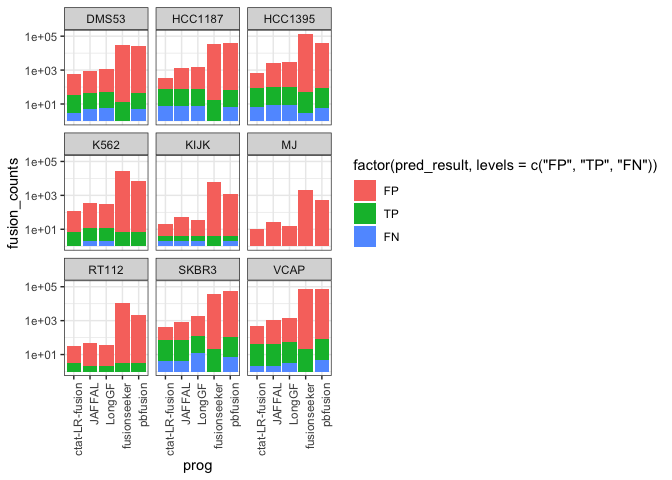 DMS53 HCC1187 HCC1395
1e+05
1e+03
1e+01
K562 KIJK MJ
1e+05
1e+03
1e+01
RT112 SKBR3 VCAP
1e+05
1e+03
1e+01
fusion_counts
ctat-LR-fusion JAFFAL LongGF fusionseeker pbfusion ctat-LR-fusion JAFFAL LongGF fusionseeker pbfusion ctat-LR-fusion JAFFAL LongGF fusionseeker pbfusion
prog
factor(pred_result, levels = c("FP", "TP", "FN"))
FP
TP
FN